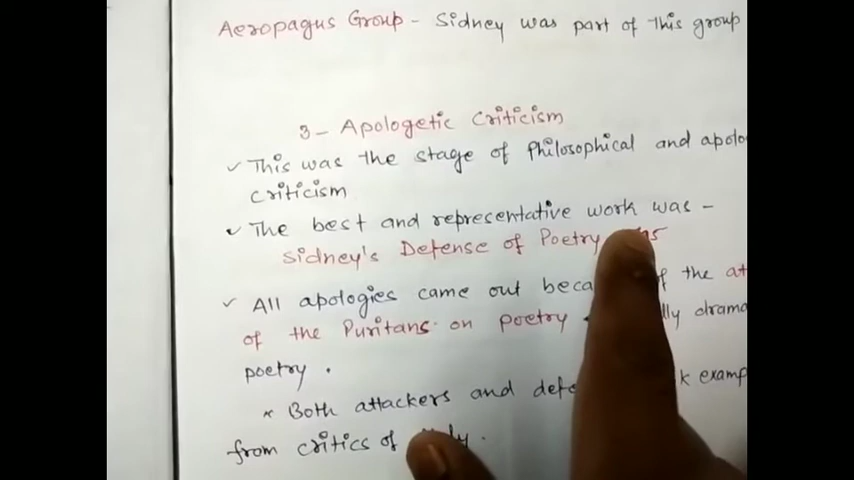 Aeropagus Group - Sidney was part of this group
3 - Apologetic Criticism
✓ This was the stage of Philosophical and
criticism
✓ The best and representative work was -
Sidney's Defense of Poetry
✓ All apologies came out the
of the Puritans on poetry
poetry .
* Both attackers and
from critics of